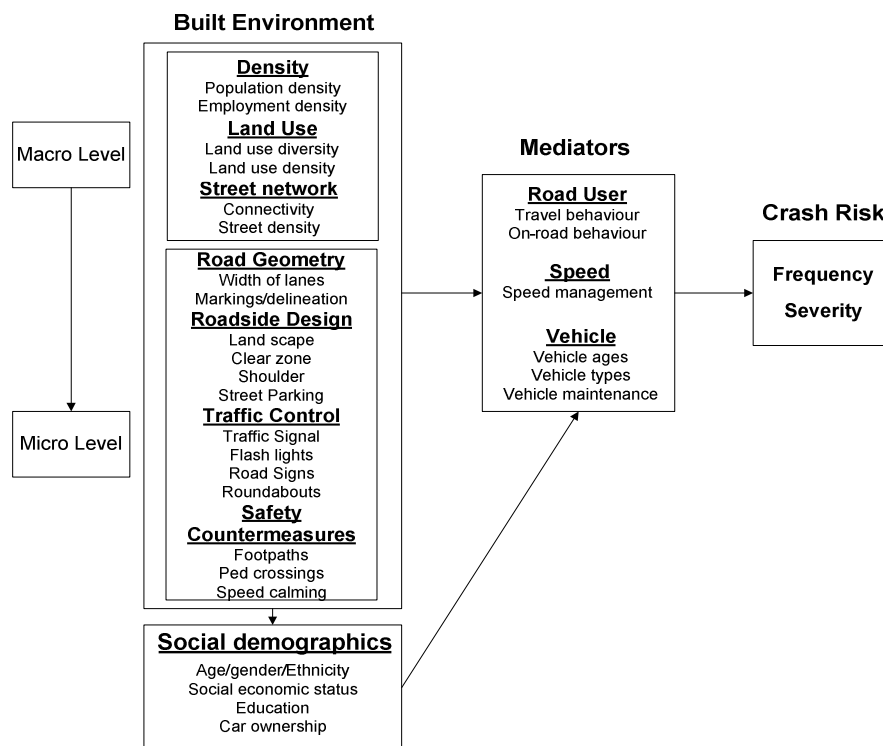 Built Environment
Density
Population density
Employment density
Land Use
Land use diversity
Land use density
Street network
Connectivity
Street density
Road Geometry
Width of lanes
Markings/delineation
Roadside Design
Land scape
Clear zone
Shoulder
Street Parking
Traffic Control
Traffic Signal
Flash lights
Road Signs
Roundabouts
Safety
Countermeasures
Footpaths
Ped crossings
Speed calming
Macro Level
Micro Level
Social demographics
Age/gender/Ethnicity
Social economic status
Education
Car ownership
Mediators
Road User
Travel behaviour
On-road behaviour
Speed
Speed management
Vehicle
Vehicle ages
Vehicle types
Vehicle maintenance
Crash Risk
Frequency
Severity